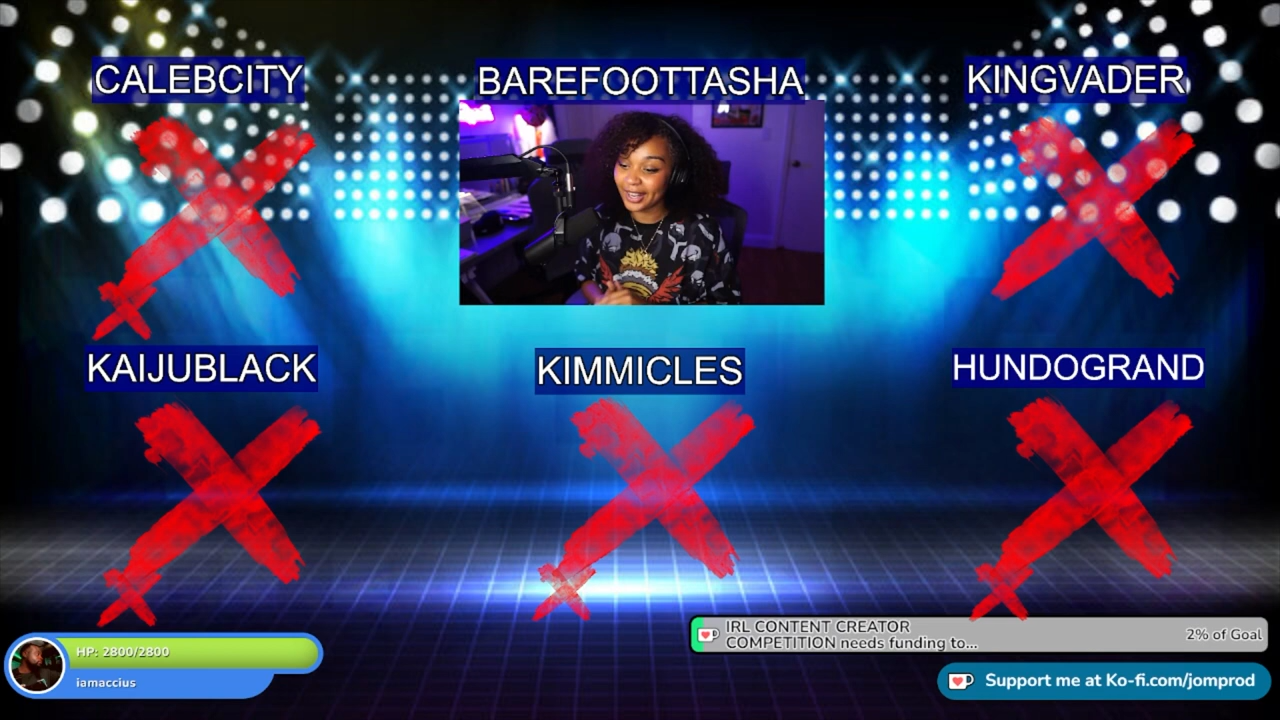 CALEBCITY
BAREFOOTTASHA
KINGVADER
KAIJUBLACK
KIMMICLES
HUNDOGRAND
HP: 2800/2800
iamaccius
IRL CONTENT CREATOR
COMPETITION needs funding to...
2% of Goal
Support me at Ko-fi.com/jomprod